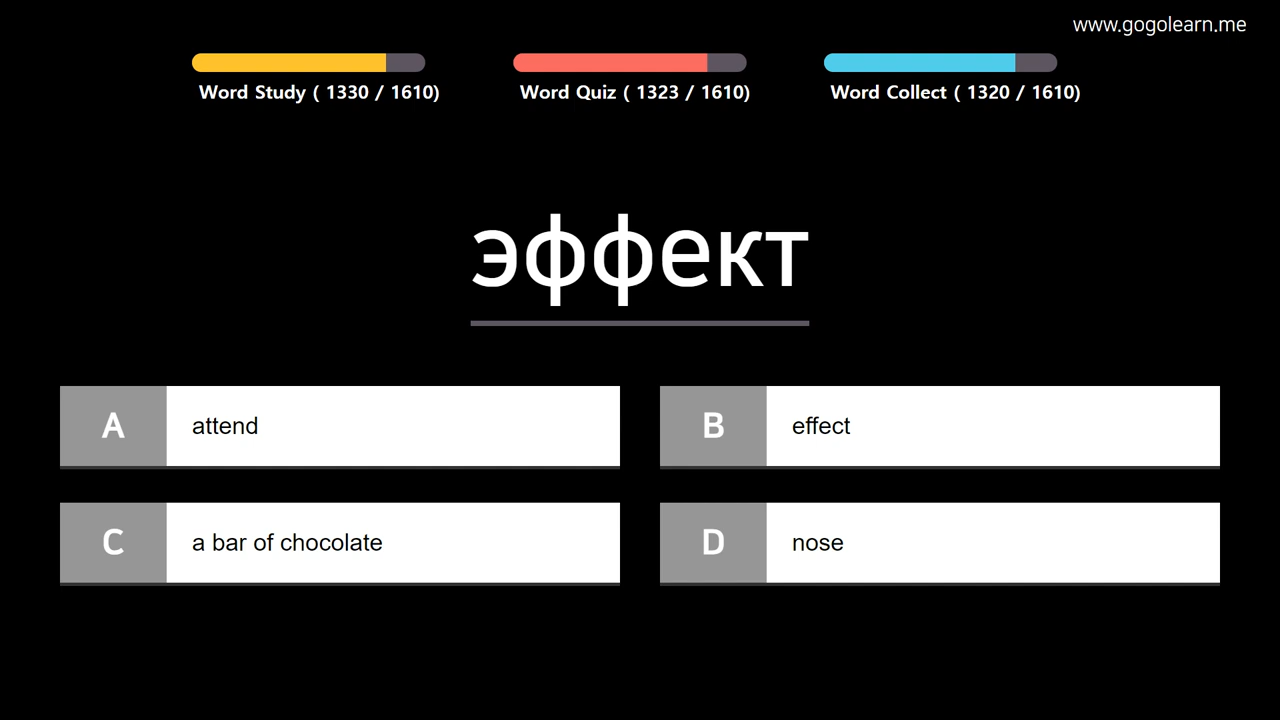 www.gogolearn.me
Word Study ( 1330 / 1610)
Word Quiz ( 1323 / 1610)
Word Collect ( 1320 / 1610)
эффект
A attend
B effect
C a bar of chocolate
D nose